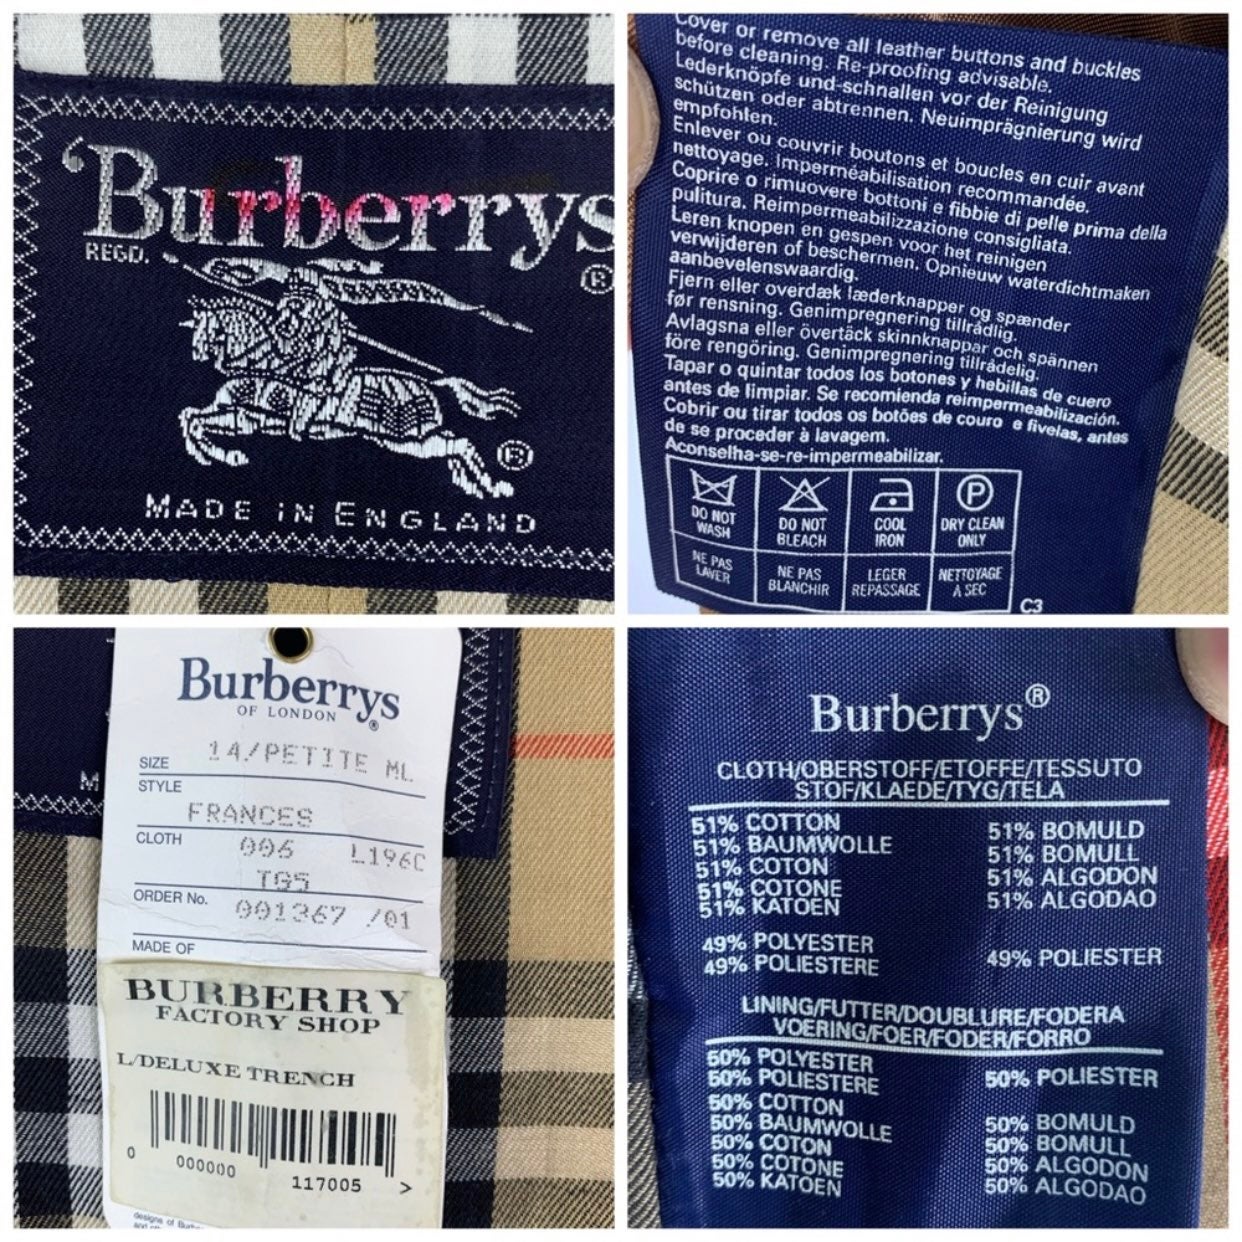 'Burberrys
REGD.
®
®
MADE IN ENGLAND
Cover or remove all leather buttons and buckles
before cleaning. Re-proofing advisable.
Lederknöpfe und-schnallen vor der Reinigung
schützen oder abtrennen. Neuimprägnierung wird
empfohlen.
Enlever ou couvrir boutons et boucles en cuir avant
nettoyage. Imperméabilisation recommandée.
Coprire o rimuovere bottoni e fibbie di pelle prima della
pulitura. Reimpermeabilizzazione consigliata.
Leren knopen en gespen voor het reinigen
verwijderen of beschermen. Opnieuw waterdichtmaken
aanbevelenswaardig.
Fjern eller overdæk læderknapper og spænder
før rensning. Genimpregnering tillrådlig.
Avlagsna eller övertäck skinnknappar och spännen
före rengöring. Genimpregnering tillrådelig.
Tapar o quintar todos los botones y hebillas de cuero
antes de limpiar. Se recomienda reimpermeabilización.
Cobrir ou tirar todos os botões de couro e fivelas, antes
de se proceder à lavagem.
Aconselha-se-re-impermeabilizar.
P
DO NOT WASH DO NOT BLEACH COOL IRON DRY CLEAN ONLY
NE PAS LAVER NE PAS BLANCHIR LEGER REPASSAGE NETTOYAGE A SEC
C3
M
Burberrys
OF LONDON ®
SIZE 14/PETITE ML
STYLE
FRANCES
CLOTH 006 L196C
TG5
ORDER No. 001367 /01
MADE OF
BURBERRY
FACTORY SHOP
L/DELUXE TRENCH
0 000000 117005 >
designs of
Burberrys®
CLOTH/OBERSTOFF/ETOFFE/TESSUTO
STOF/KLAEDE/TYG/TELA
51% COTTON
51% BAUMWOLLE 51% BOMULD
51% COTON 51% BOMULL
51% COTONE 51% ALGODON
51% KATOEN 51% ALGODAO
49% POLYESTER
49% POLIESTERE 49% POLIESTER
LINING/FUTTER/DOUBLURE/FODERA
VOERING/FOER/FODER/FORRO
50% POLYESTER
50% POLIESTERE 50% POLIESTER
50% COTTON
50% BAUMWOLLE 50% BOMULD
50% COTON 50% BOMULL
50% COTONE 50% ALGODON
50% KATOEN 50% ALGODAO